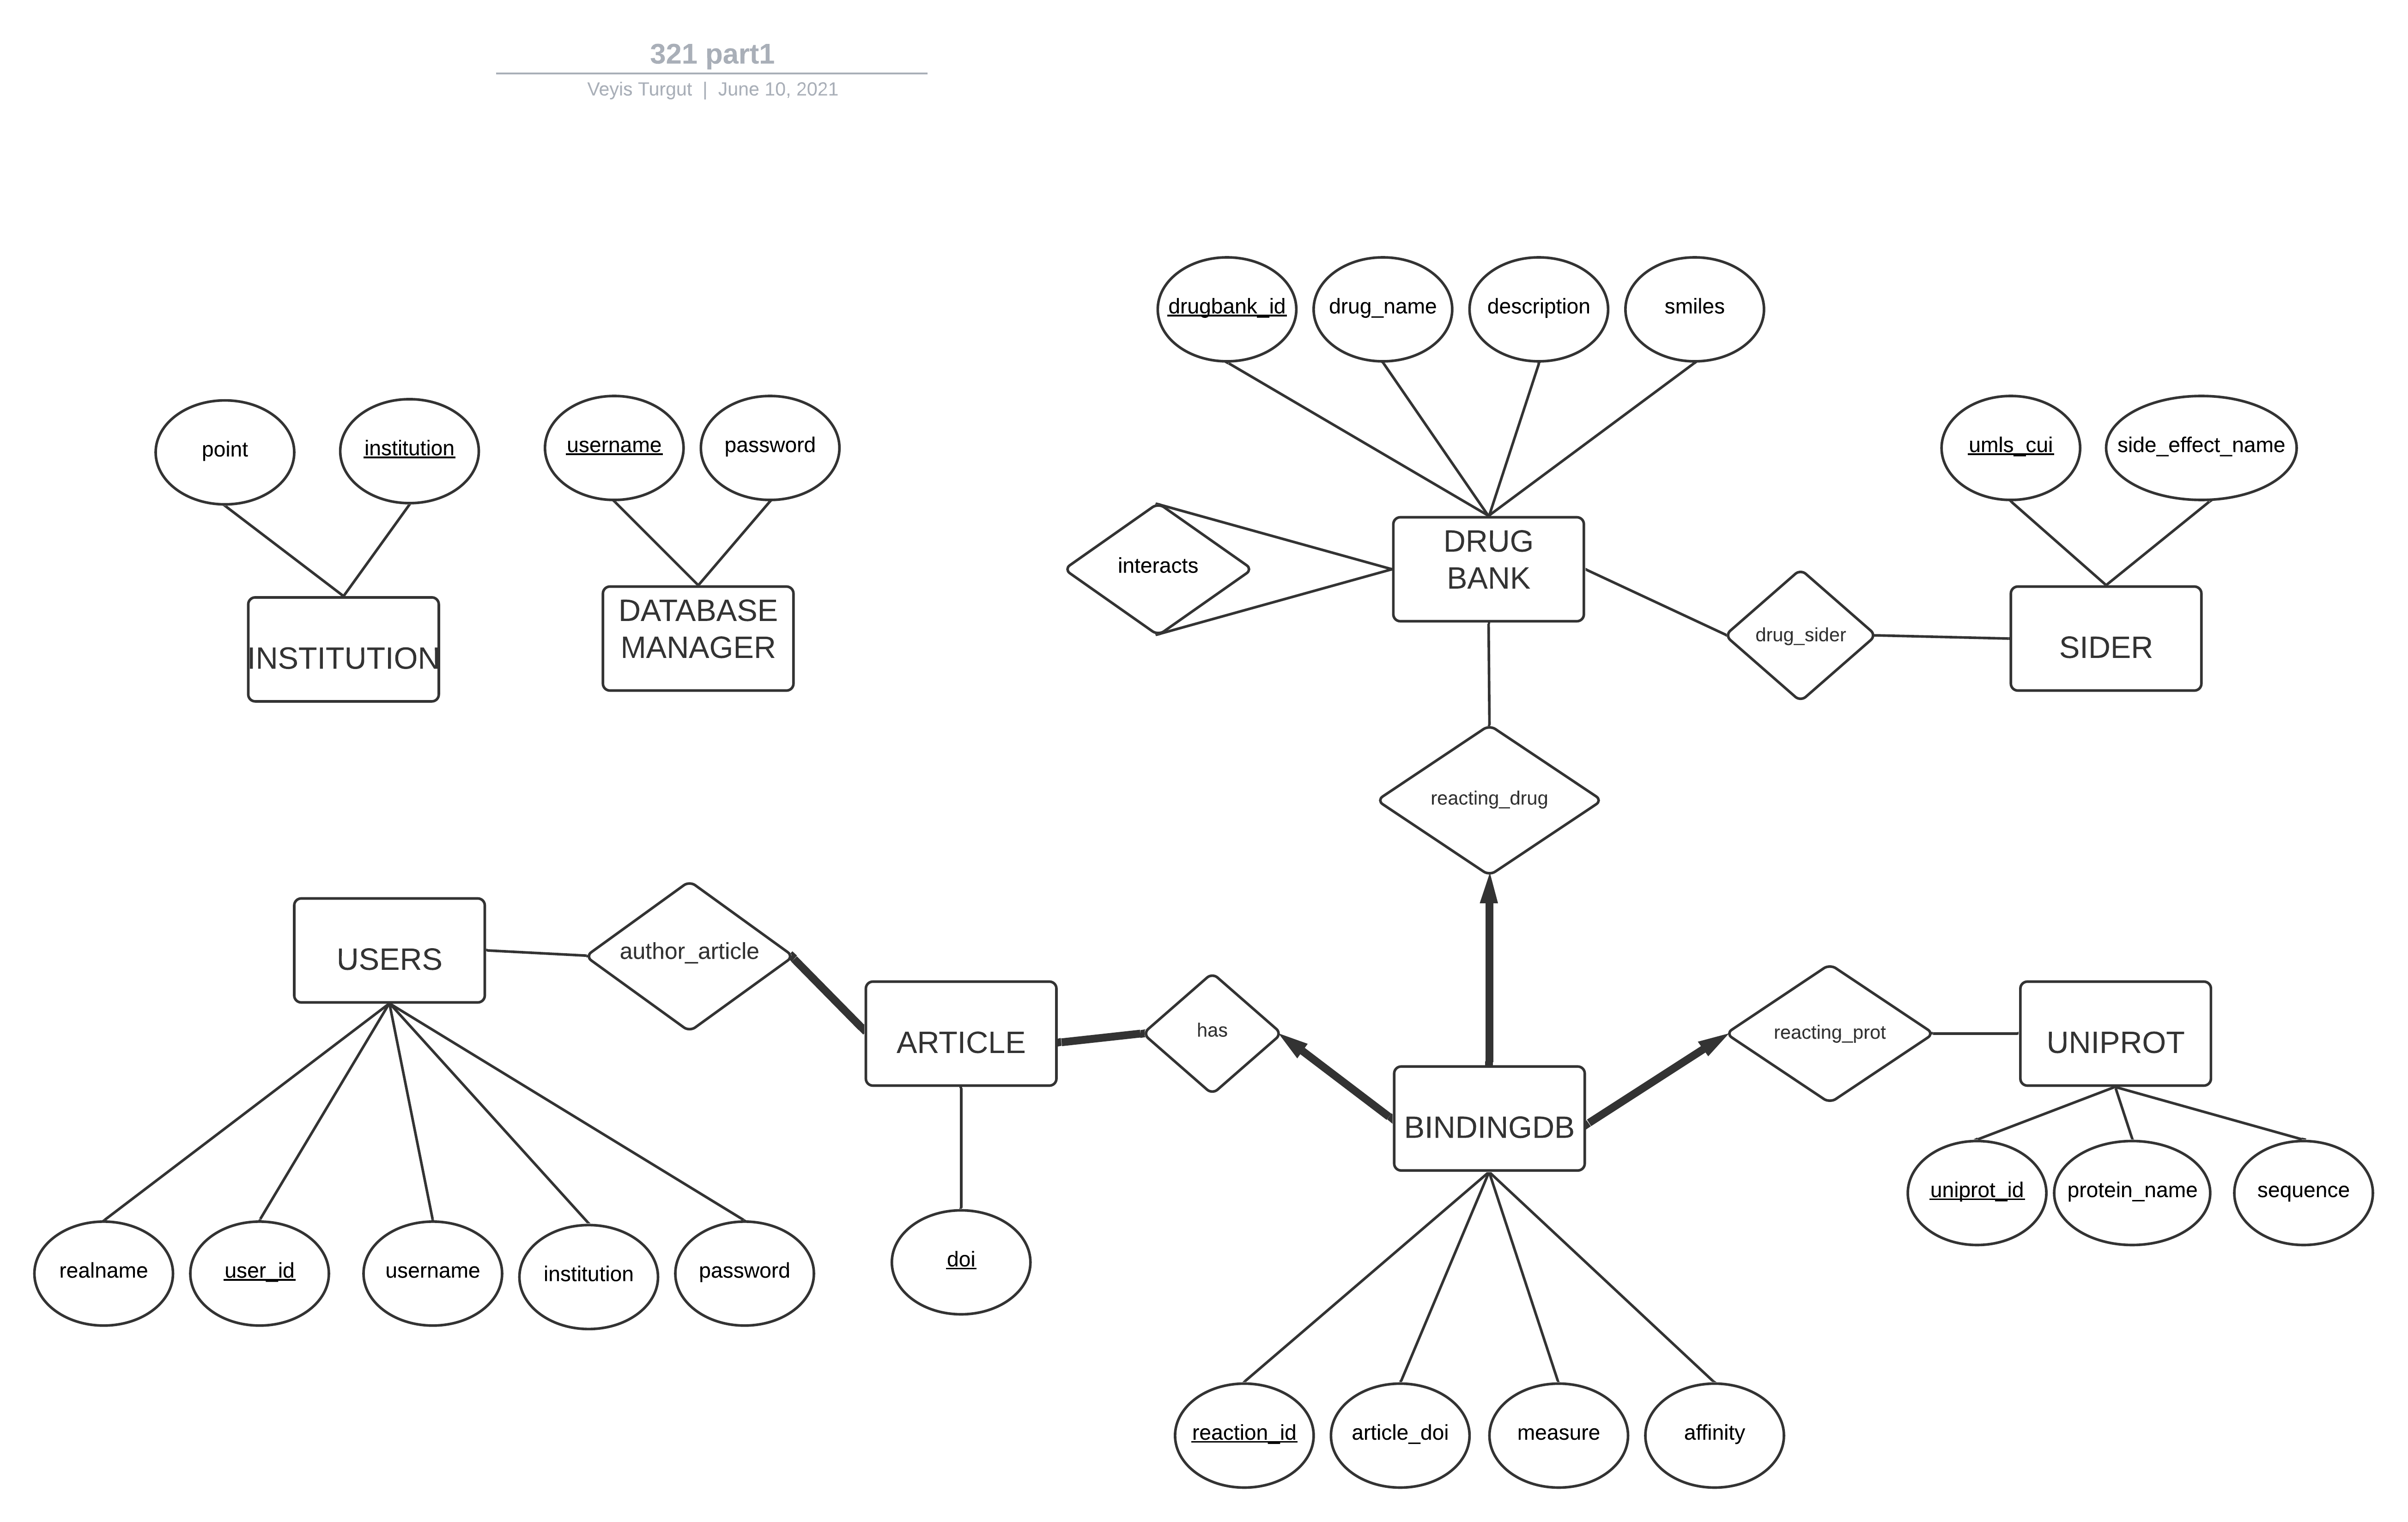 321 part1
Veyis Turgut | June 10, 2021
drugbank_id
drug_name
description
smiles
point
institution
username
password
umls_cui
side_effect_name
INSTITUTION
DATABASE
MANAGER
interacts
DRUG
BANK
drug_sider
SIDER
reacting_drug
USERS
author_article
ARTICLE
has
BINDINGDB
reacting_prot
UNIPROT
uniprot_id
protein_name
sequence
realname
user_id
username
institution
password
doi
reaction_id
article_doi
measure
affinity